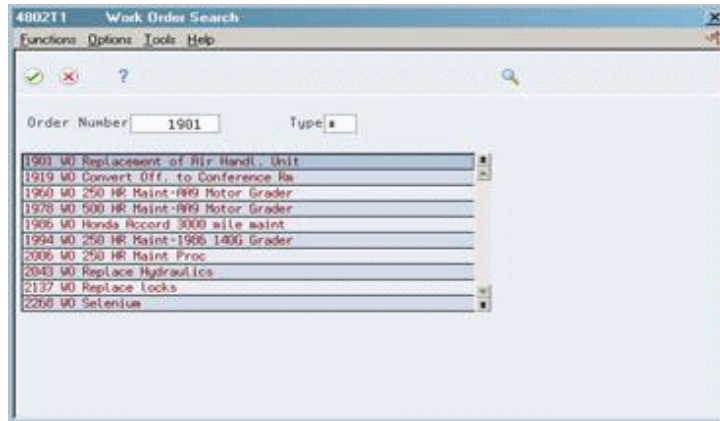 4802T1 Work Order Search
Functions Options Tools Help
?
Order Number 1901 Type *
1901 WO Replacement of Air Handl. Unit
1919 WO Convert Off. to Conference Rm
1960 WO 250 HR Maint-AA9 Motor Grader
1978 WO 500 HR Maint-AA9 Motor Grader
1986 WO Honda Accord 3000 mile maint
1994 WO 250 HR Maint-1986 140G Grader
2006 WO 250 HR Maint Proc
2043 WO Replace Hydraulics
2137 WO Replace locks
2268 WO Selenium